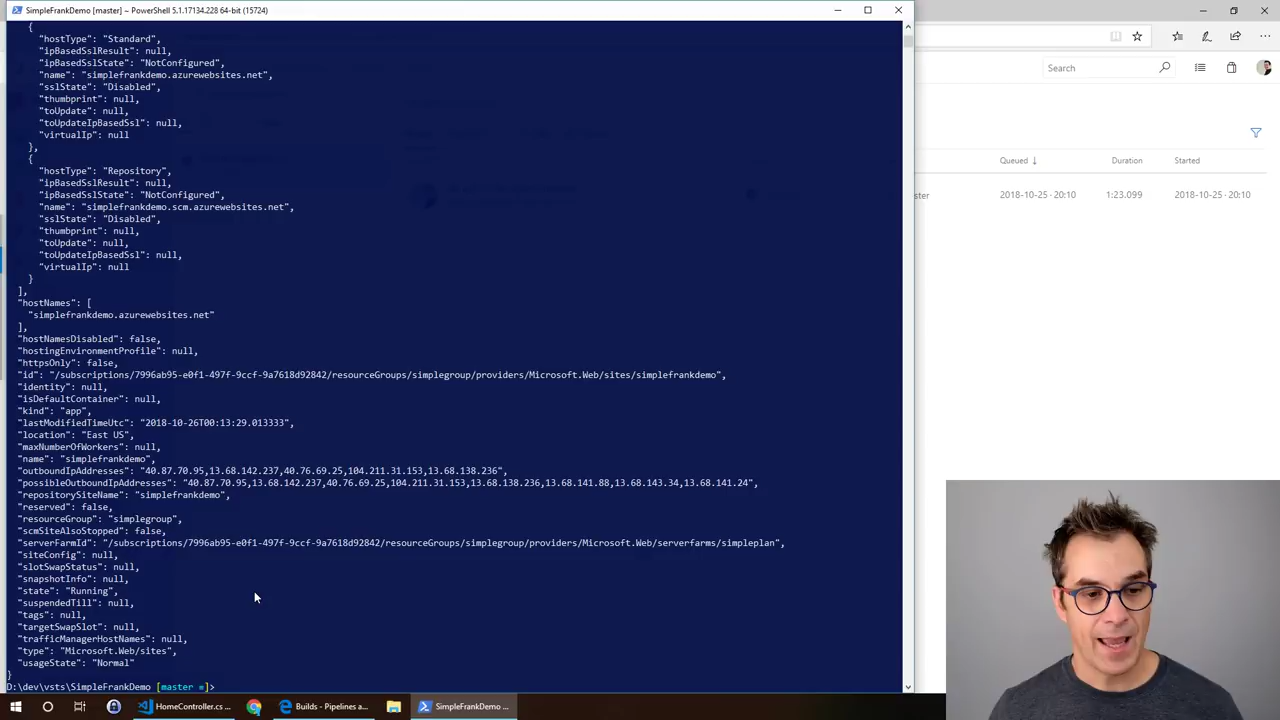 SimpleFrankDemo [master] ~ PowerShell 5.1.17134.228 64-bit (15724)
{
"hostType": "Standard",
"ipBasedSslResult": null,
"ipBasedSslState": "NotConfigured",
"name": "simplefrankdemo.azurewebsites.net",
"sslState": "Disabled",
"thumbprint": null,
"toUpdate": null,
"toUpdateIpBasedSsl": null,
"virtualIp": null
},
{
"hostType": "Repository",
"ipBasedSslResult": null,
"ipBasedSslState": "NotConfigured",
"name": "simplefrankdemo.scm.azurewebsites.net",
"sslState": "Disabled",
"thumbprint": null,
"toUpdate": null,
"toUpdateIpBasedSsl": null,
"virtualIp": null
}
],
"hostNames": [
"simplefrankdemo.azurewebsites.net"
],
"hostNamesDisabled": false,
"hostingEnvironmentProfile": null,
"httpsOnly": false,
"id": "/subscriptions/7996ab95-e0f1-497f-9ccf-9a7618d92842/resourceGroups/simplegroup/providers/Microsoft.Web/sites/simplefrankdemo",
"identity": null,
"isDefaultContainer": null,
"kind": "app",
"lastModifiedTimeUtc": "2018-10-26T00:13:29.013333",
"location": "East US",
"maxNumberOfWorkers": null,
"name": "simplefrankdemo",
"outboundIpAddresses": "40.87.70.95,13.68.142.237,40.76.69.25,104.211.31.153,13.68.138.236",
"possibleOutboundIpAddresses": "40.87.70.95,13.68.142.237,40.76.69.25,104.211.31.153,13.68.138.236,13.68.141.88,13.68.143.34,13.68.141.24",
"repositorySiteName": "simplefrankdemo",
"reserved": false,
"resourceGroup": "simplegroup",
"scmSiteAlsoStopped": false,
"serverFarmId": "/subscriptions/7996ab95-e0f1-497f-9ccf-9a7618d92842/resourceGroups/simplegroup/providers/Microsoft.Web/serverfarms/simpleplan",
"siteConfig": null,
"slotSwapStatus": null,
"snapshotInfo": null,
"state": "Running",
"suspendedTill": null,
"tags": null,
"targetSwapSlot": null,
"trafficManagerHostNames": null,
"type": "Microsoft.Web/sites",
"usageState": "Normal"
}
D:\dev\vsts\SimpleFrankDemo [master ≡]>
Search
Queued ↓ Duration Started
ster 2018-10-25 · 20:10 1:23.099 2018-10-25 · 20:10
HomeController.cs ... Builds - Pipelines a... SimpleFrankDemo ...